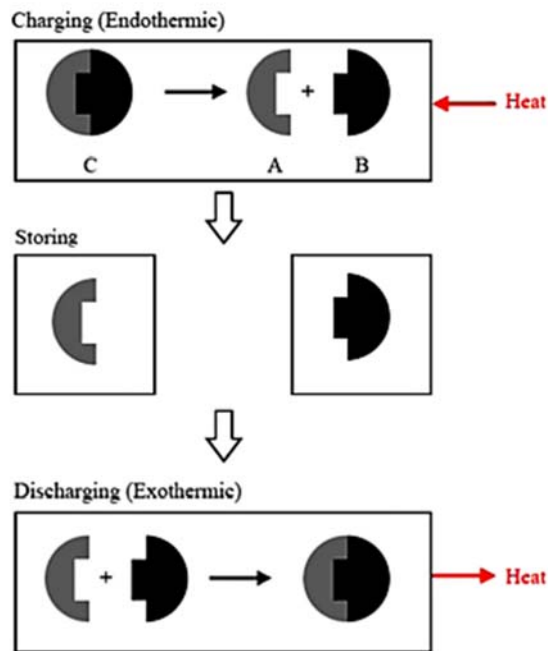 Charging (Endothermic)
+
Heat
C
A
B
Storing
Discharging (Exothermic)
+
Heat